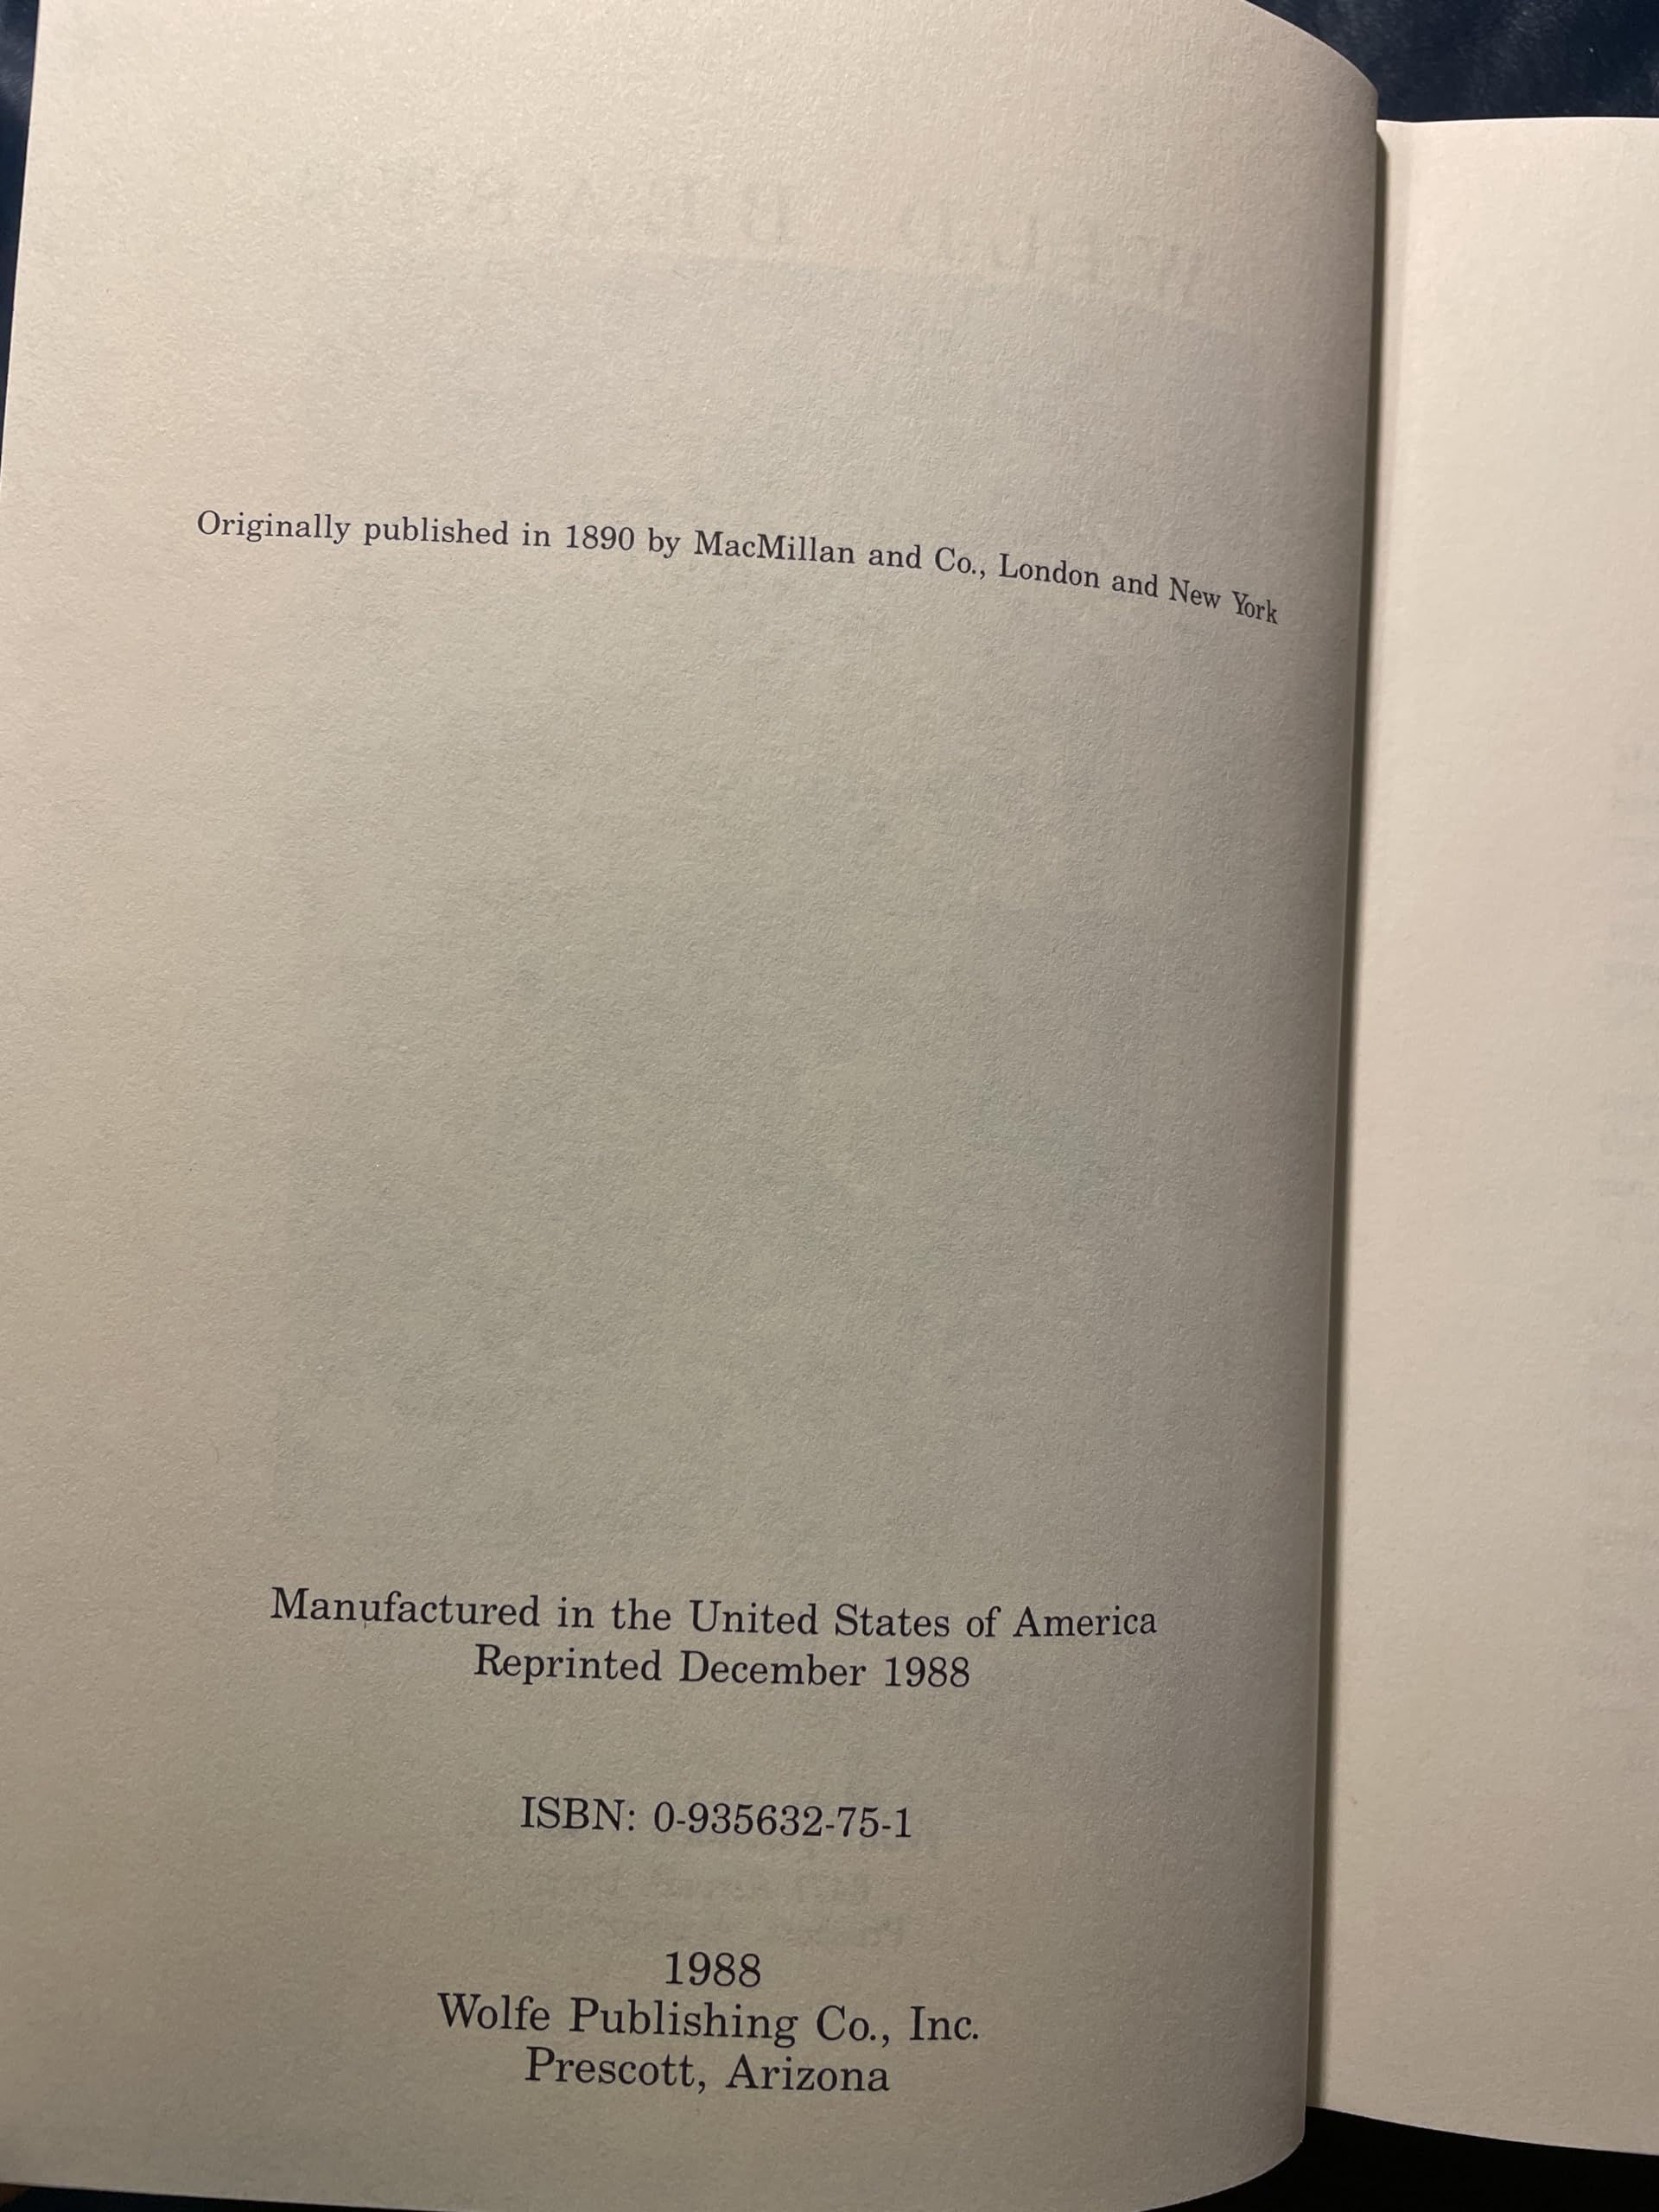 Originally published in 1890 by MacMillan and Co., London and New York
Manufactured in the United States of America
Reprinted December 1988
ISBN: 0-935632-75-1
1988
Wolfe Publishing Co., Inc.
Prescott, Arizona